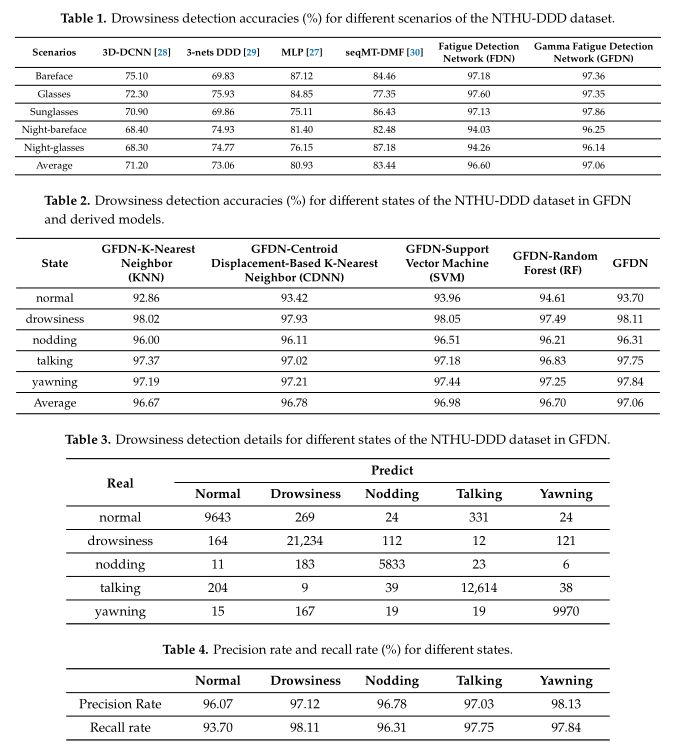 Table 1. Drowsiness detection accuracies (%) for different scenarios of the NTHU-DDD dataset.
Scenarios 3D-DCNN [28] 3-nets DDD [29] MLP [27] seqMT-DMF [30] Fatigue Detection Network (FDN) Gamma Fatigue Detection Network (GFDN)
Bareface 75.10 69.83 87.12 84.46 97.18 97.36
Glasses 72.30 75.93 84.85 77.35 97.60 97.35
Sunglasses 70.90 69.86 75.11 86.43 97.13 97.86
Night-bareface 68.40 74.93 81.40 82.48 94.03 96.25
Night-glasses 68.30 74.77 76.15 87.18 94.26 96.14
Average 71.20 73.06 80.93 83.44 96.60 97.06
Table 2. Drowsiness detection accuracies (%) for different states of the NTHU-DDD dataset in GFDN
and derived models.
State GFDN-K-Nearest Neighbor (KNN) GFDN-Centroid Displacement-Based K-Nearest Neighbor (CDNN) GFDN-Support Vector Machine (SVM) GFDN-Random Forest (RF) GFDN
normal 92.86 93.42 93.96 94.61 93.70
drowsiness 98.02 97.93 98.05 97.49 98.11
nodding 96.00 96.11 96.51 96.21 96.31
talking 97.37 97.02 97.18 96.83 97.75
yawning 97.19 97.21 97.44 97.25 97.84
Average 96.67 96.78 96.98 96.70 97.06
Table 3. Drowsiness detection details for different states of the NTHU-DDD dataset in GFDN.
Real Predict
Normal Drowsiness Nodding Talking Yawning
normal 9643 269 24 331 24
drowsiness 164 21,234 112 12 121
nodding 11 183 5833 23 6
talking 204 9 39 12,614 38
yawning 15 167 19 19 9970
Table 4. Precision rate and recall rate (%) for different states.
Normal Drowsiness Nodding Talking Yawning
Precision Rate 96.07 97.12 96.78 97.03 98.13
Recall rate 93.70 98.11 96.31 97.75 97.84